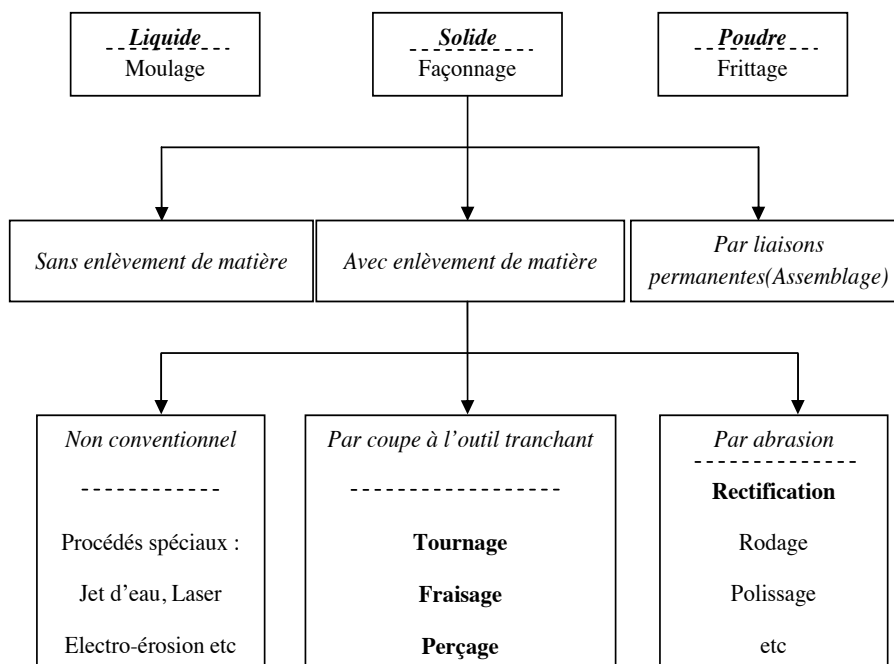 Liquide
Moulage
Solide
Façonnage
Poudre
Frittage
Sans enlèvement de matière
Avec enlèvement de matière
Par liaisons
permanentes(Assemblage)
Non conventionnel
Procédés spéciaux :
Jet d’eau, Laser
Electro-érosion etc
Par coupe à l’outil tranchant
Tournage
Fraisage
Perçage
Par abrasion
Rectification
Rodage
Polissage
etc